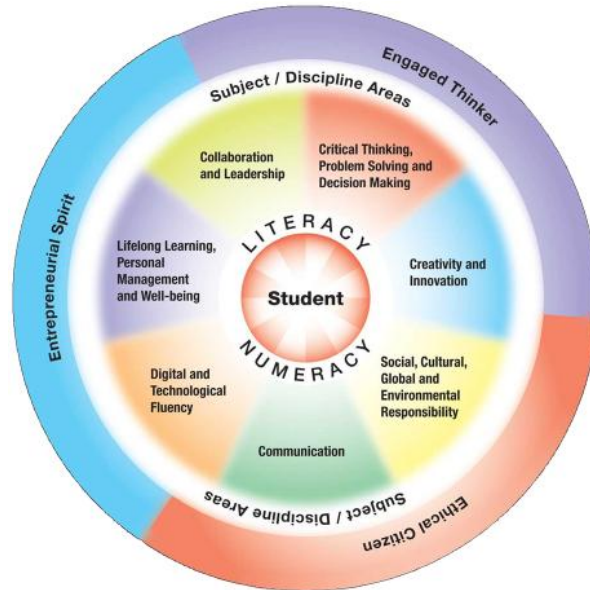 Engaged Thinker
Subject / Discipline Areas
Collaboration
and Leadership
Critical Thinking,
Problem Solving and
Decision Making
Entrepreneurial Spirit
Lifelong Learning,
Personal
Management
and Well-being
LITERACY
Student
NUMERACY
Creativity and
Innovation
Digital and
Technological
Fluency
Social, Cultural,
Global and
Environmental
Responsibility
Communication
Subject / Discipline Areas
Ethical Citizen